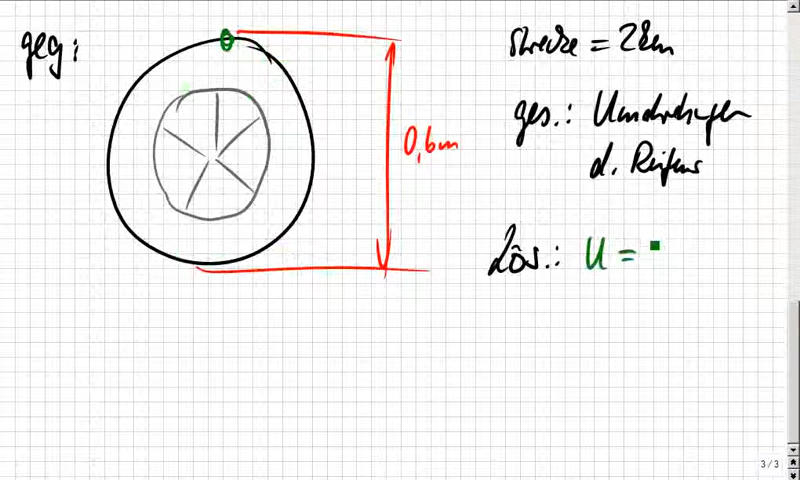 geg:
Strecke = 2km
0,6m
ges.: Umdrehungen
d. Reifens
Lös.: U =
3/3